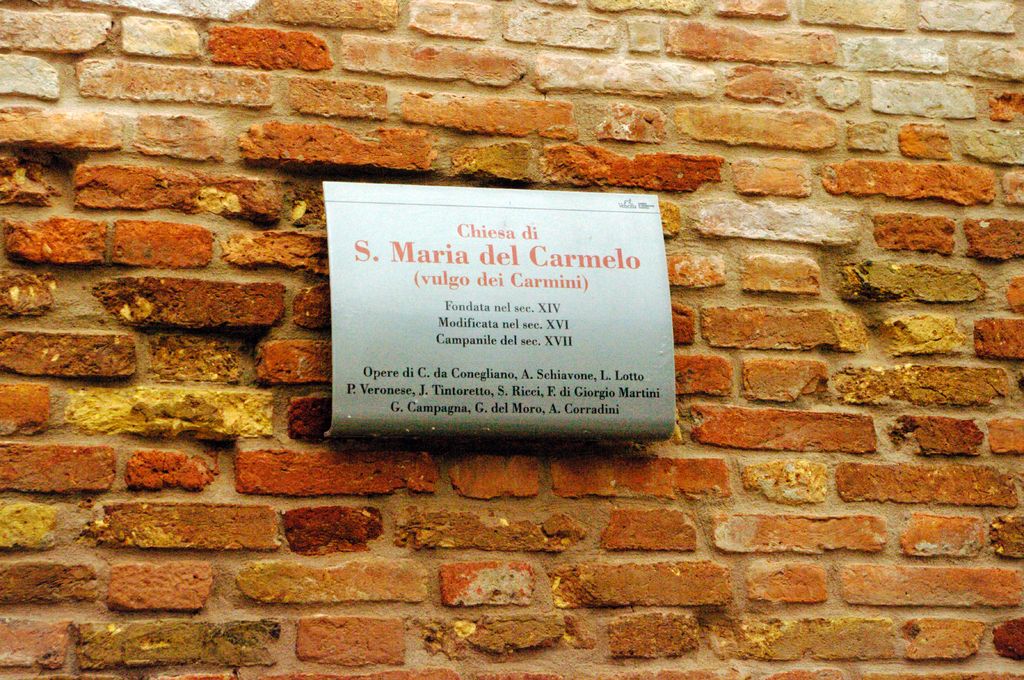 Venezia
Chiesa di
S. Maria del Carmelo
(vulgo dei Carmini)
Fondata nel sec. XIV
Modificata nel sec. XVI
Campanile del sec. XVII
Opere di C. da Conegliano, A. Schiavone, L. Lotto
P. Veronese, J. Tintoretto, S. Ricci, F. di Giorgio Martini
G. Campagna, G. del Moro, A. Corradini